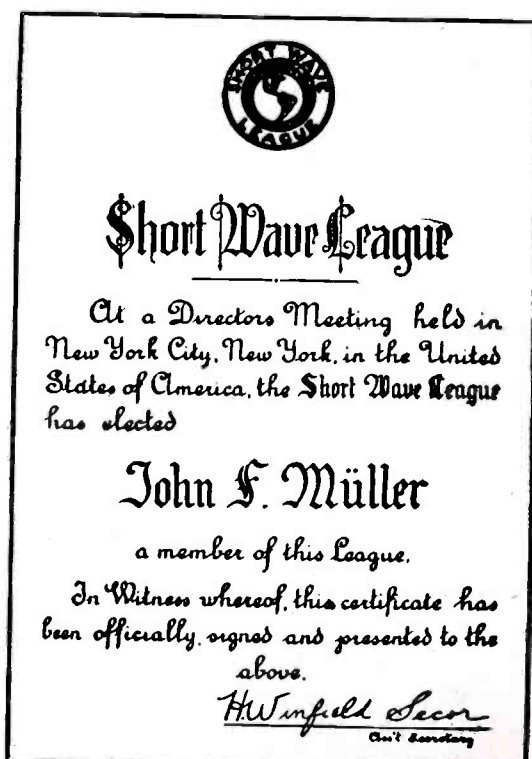 SHORT WAVE
LEAGUE
Short Wave League
At a Directors Meeting held in
New York City, New York, in the United
States of America, the Short Wave League
has elected
John F. Müller
a member of this League.
In Witness whereof, this certificate has
been officially signed and presented to the
above.
H. Winfield Secor
Ass't Secretary